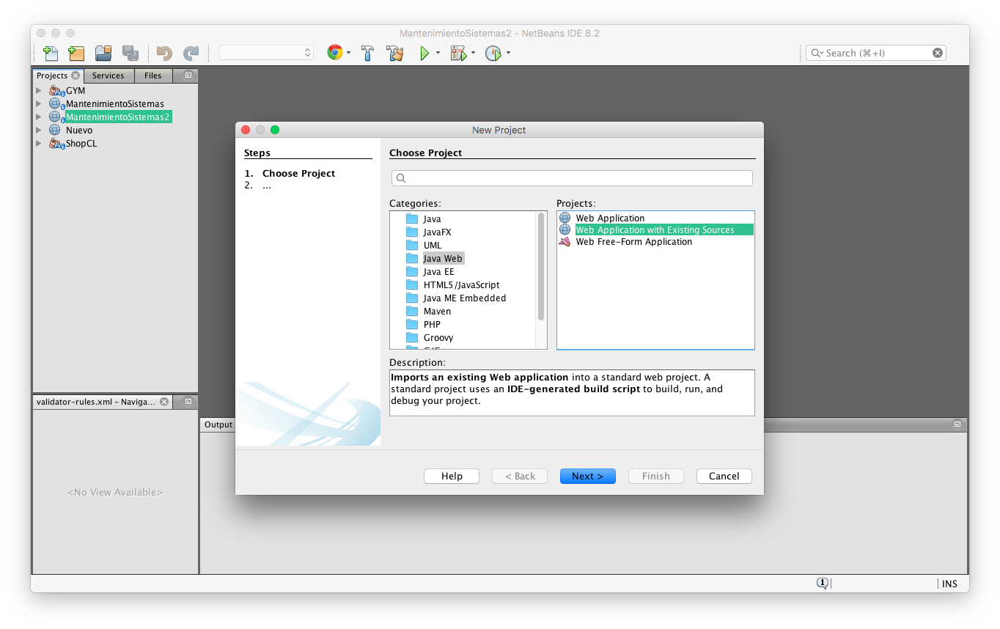 MantenimientoSistemas2 - NetBeans IDE 8.2
Search (⌘+I)
Projects Services Files
GYM
MantenimientoSistemas
MantenimientoSistemas2
Nuevo
ShopCL
New Project
Steps
1. Choose Project
2. ...
Choose Project
Categories:
Java
JavaFX
UML
Java Web
Java EE
HTML5/JavaScript
Java ME Embedded
Maven
PHP
Groovy
Projects:
Web Application
Web Application with Existing Sources
Web Free-Form Application
Description:
Imports an existing Web application into a standard web project. A
standard project uses an IDE-generated build script to build, run, and
debug your project.
Help < Back Next > Finish Cancel
validator-rules.xml - Naviga...
<No View Available>
Output
1 INS